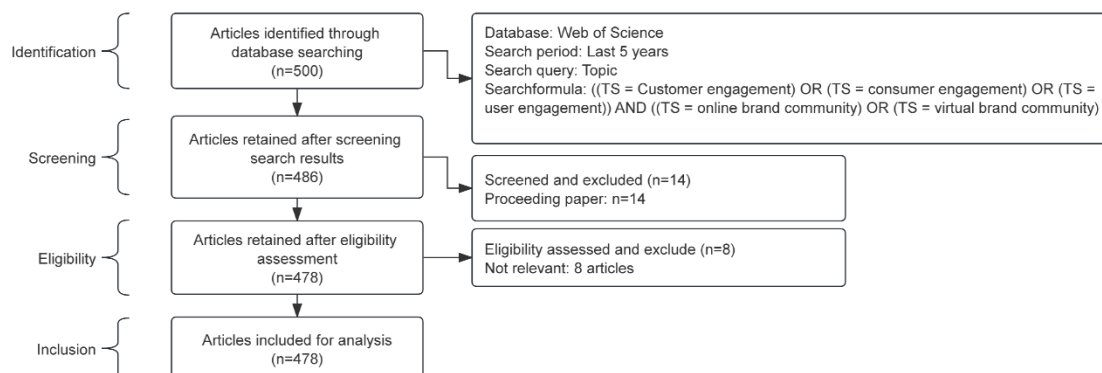 Identification
Articles identified through
database searching
(n=500)
Database: Web of Science
Search period: Last 5 years
Search query: Topic
Searchformula: ((TS = Customer engagement) OR (TS = consumer engagement) OR (TS =
user engagement)) AND ((TS = online brand community) OR (TS = virtual brand community)
Screening
Articles retained after screening
search results
(n=486)
Screened and excluded (n=14)
Proceeding paper: n=14
Eligibility
Articles retained after eligibility
assessment
(n=478)
Eligibility assessed and exclude (n=8)
Not relevant: 8 articles
Inclusion
Articles included for analysis
(n=478)